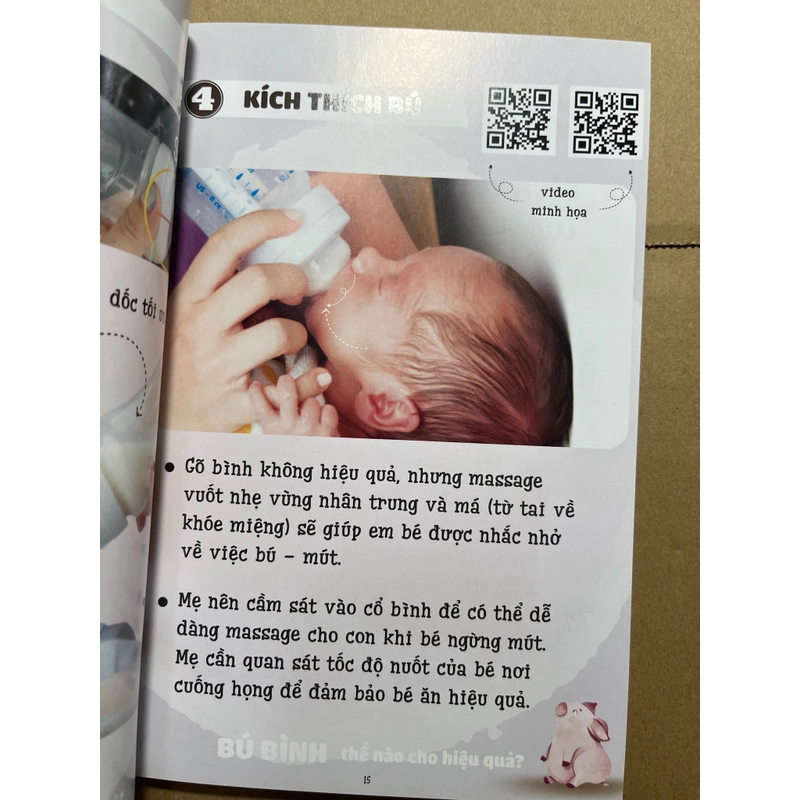 4 KÍCH THÍCH BÚ
video
minh họa
dốc tối ưu
• Gõ bình không hiệu quả, nhưng massage
vuốt nhẹ vừng nhân trung và má (từ tai về
khóe miệng) sẽ giúp em bé được nhắc nhở
về việc bú – mút.
• Mẹ nên cầm sát vào cổ bình để có thể dễ
dàng massage cho con khi bé ngừng mút.
Mẹ cần quan sát tốc độ nuốt của bé nơi
cuống họng để đảm bảo bé ăn hiệu quả.
BÚ BÌNH thế nào cho hiệu quả?
15